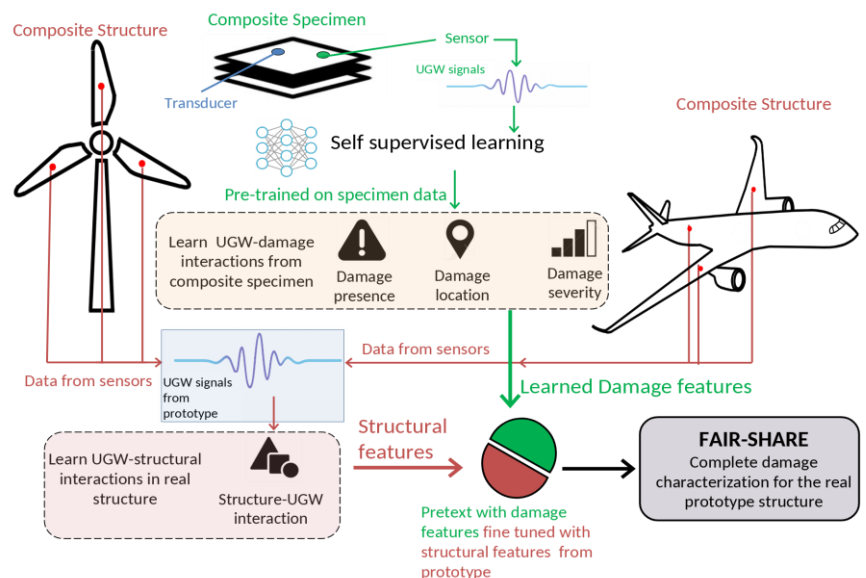 Composite Structure
Composite Specimen
Sensor
UGW signals
Transducer
Composite Structure
Self supervised learning
Pre-trained on specimen data
Learn UGW-damage
interactions from
composite specimen
Damage
presence
Damage
location
Damage
severity
Data from sensors
UGW signals
from
prototype
Data from sensors
Learned Damage features
Learn UGW-structural
interactions in real
structure
Structure-UGW
interaction
Structural
features
Pretext with damage
features fine tuned with
structural features from
prototype
FAIR-SHARE
Complete damage
characterization for the real
prototype structure